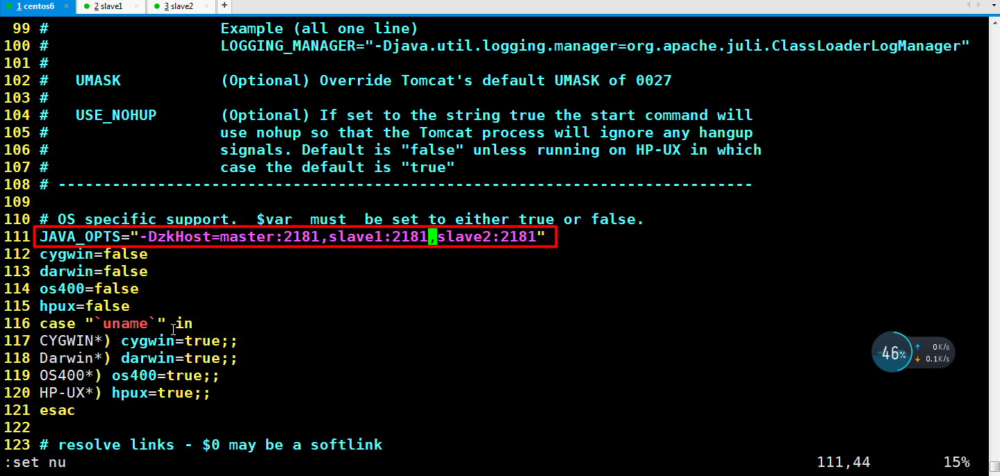 1 centos6 × 2 slave1 × 3 slave2 × +
99 #                   Example (all one line)
100 #                   LOGGING_MANAGER="-Djava.util.logging.manager=org.apache.juli.ClassLoaderLogManager"
101 #
102 #   UMASK           (Optional) Override Tomcat's default UMASK of 0027
103 #
104 #   USE_NOHUP       (Optional) If set to the string true the start command will
105 #                   use nohup so that the Tomcat process will ignore any hangup
106 #                   signals. Default is "false" unless running on HP-UX in which
107 #                   case the default is "true"
108 # -----------------------------------------------------------------------------
109
110 # OS specific support.  $var _must_ be set to either true or false.
111 JAVA_OPTS="-DzkHost=master:2181,slave1:2181,slave2:2181"
112 cygwin=false
113 darwin=false
114 os400=false
115 hpux=false
116 case "`uname`" in
117 CYGWIN*) cygwin=true;;
118 Darwin*) darwin=true;;
119 OS400*) os400=true;;
120 HP-UX*) hpux=true;;
121 esac
122
123 # resolve links - $0 may be a softlink
:set nu 111,44 15%
46%
0K/s
0.1K/s